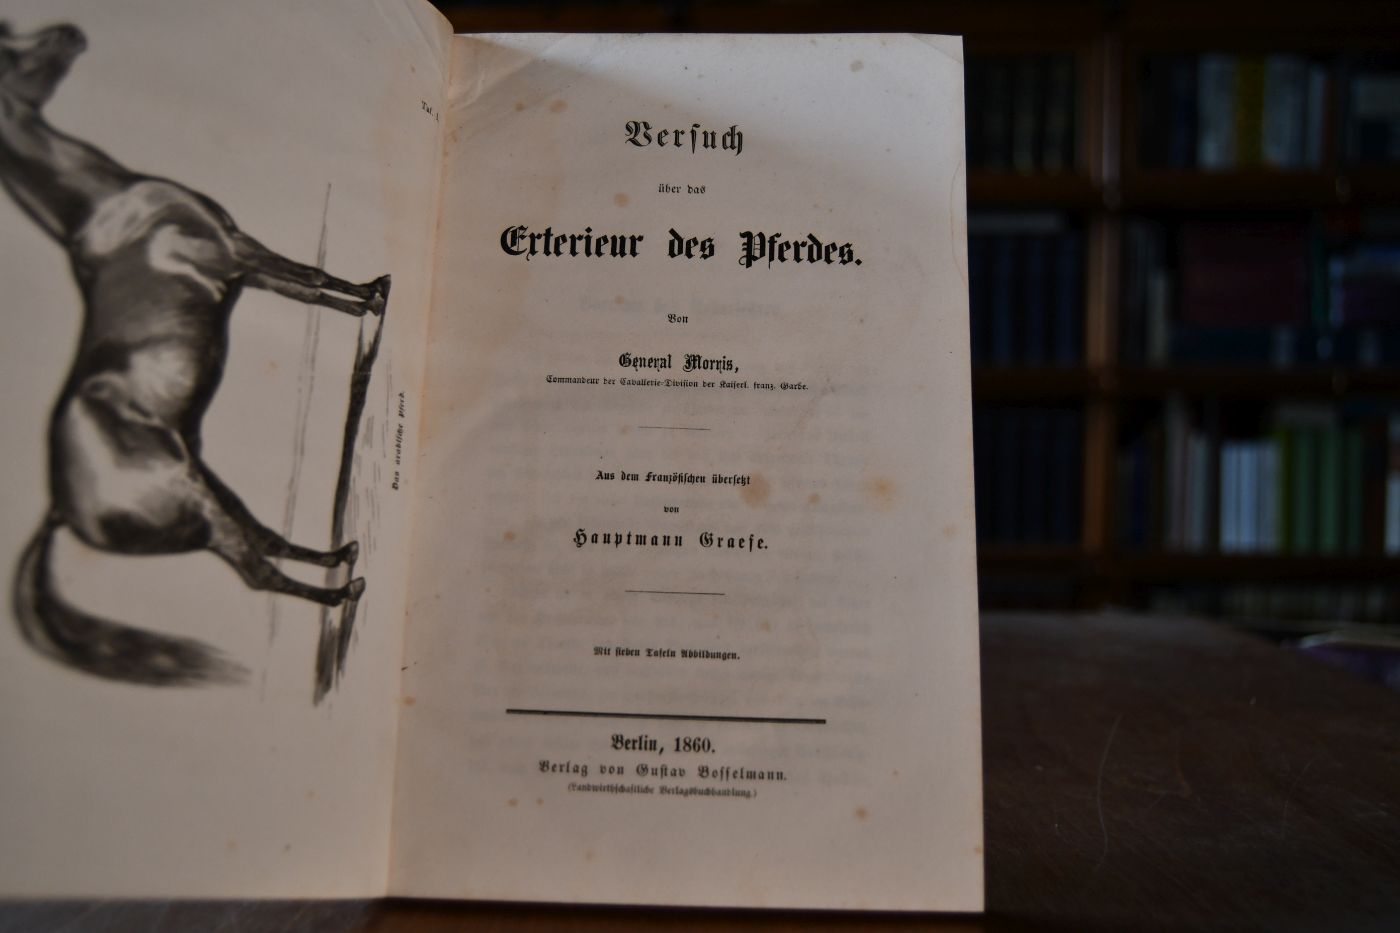 Taf. 1.
Das arabische Pferd.
Versuch
über das
Exterieur des Pferdes.
Von
General Morris,
Commandeur der Cavallerie-Division der Kaiserl. franz. Garde.
Aus dem Französischen übersetzt
von
Hauptmann Graefe.
Mit sieben Tafeln Abbildungen.
Berlin, 1860.
Verlag von Gustav Bosselmann.
(Landwirthschaftliche Verlagsbuchhandlung.)